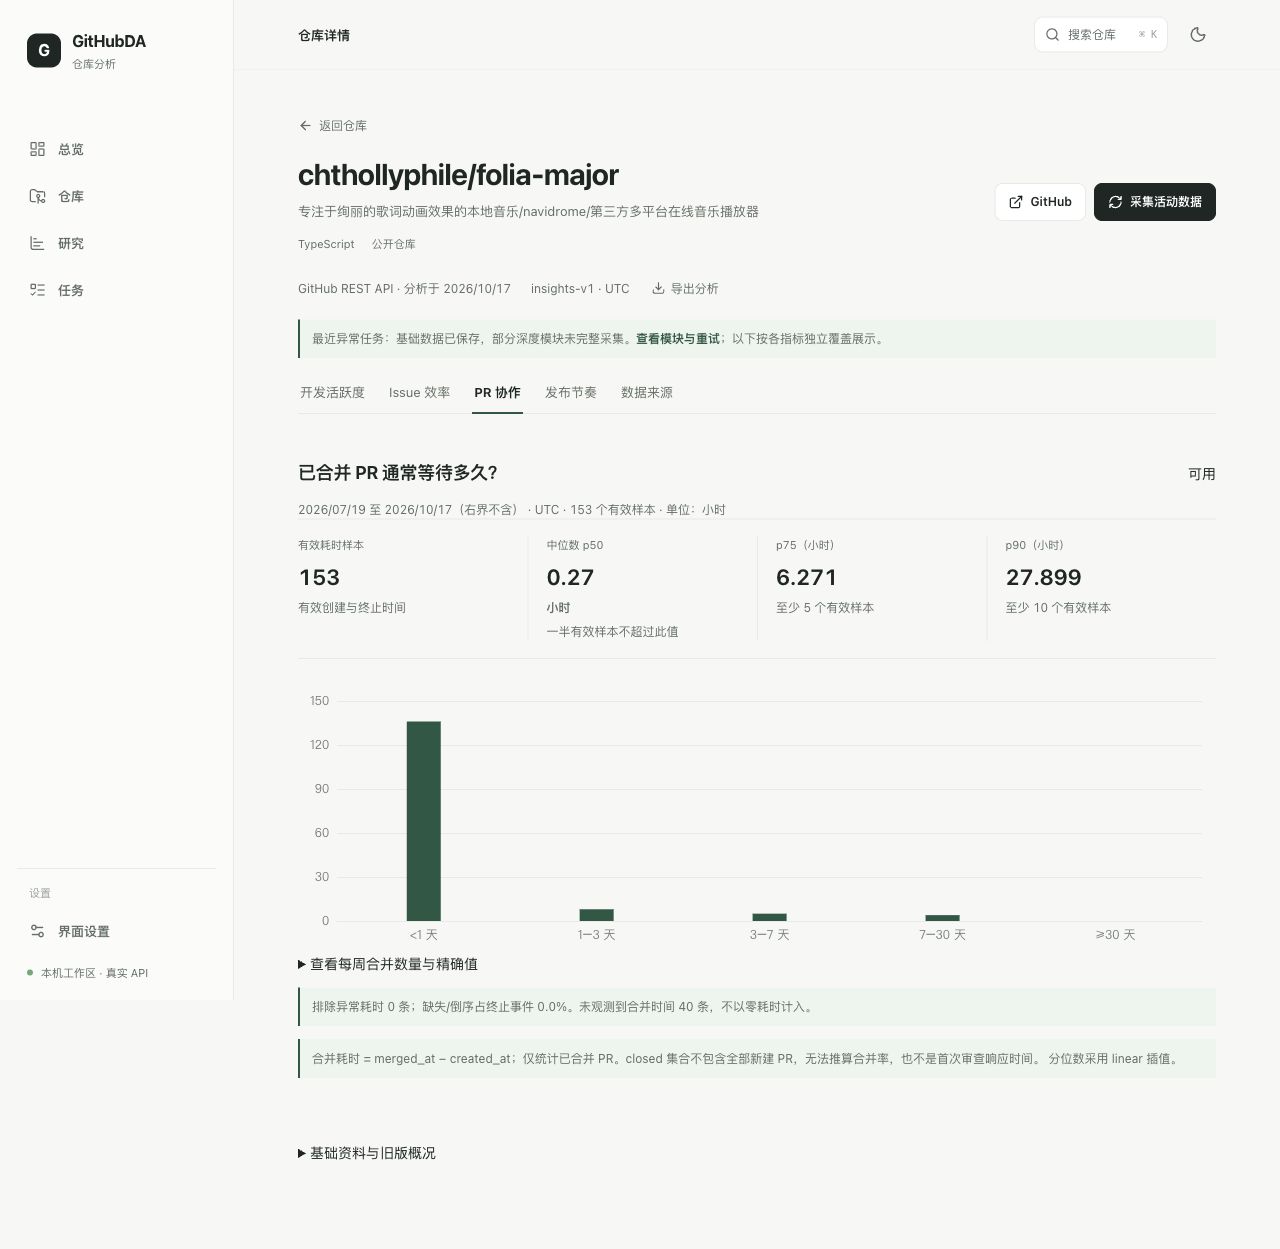 G
GitHubDA
仓库分析
总览
仓库
研究
任务
设置
界面设置
本机工作区 · 真实 API
仓库详情
搜索仓库 ⌘ K
返回仓库
chthollyphile/folia-major
专注于绚丽的歌词动画效果的本地音乐/navidrome/第三方多平台在线音乐播放器
TypeScript 公开仓库
GitHub
采集活动数据
GitHub REST API · 分析于 2026/10/17 insights-v1 · UTC 导出分析
最近异常任务：基础数据已保存，部分深度模块未完整采集。查看模块与重试；以下按各指标独立覆盖展示。
开发活跃度 Issue 效率 PR 协作 发布节奏 数据来源
已合并 PR 通常等待多久？
可用
2026/07/19 至 2026/10/17（右界不含） · UTC · 153 个有效样本 · 单位：小时
有效耗时样本
153
有效创建与终止时间
中位数 p50
0.27
小时
一半有效样本不超过此值
p75（小时）
6.271
至少 5 个有效样本
p90（小时）
27.899
至少 10 个有效样本
150
120
90
60
30
0
<1 天 1–3 天 3–7 天 7–30 天 ≥30 天
查看每周合并数量与精确值
排除异常耗时 0 条；缺失/倒序占终止事件 0.0%。未观测到合并时间 40 条，不以零耗时计入。
合并耗时 = merged_at − created_at；仅统计已合并 PR。closed 集合不包含全部新建 PR，无法推算合并率，也不是首次审查响应时间。 分位数采用 linear 插值。
基础资料与旧版概况